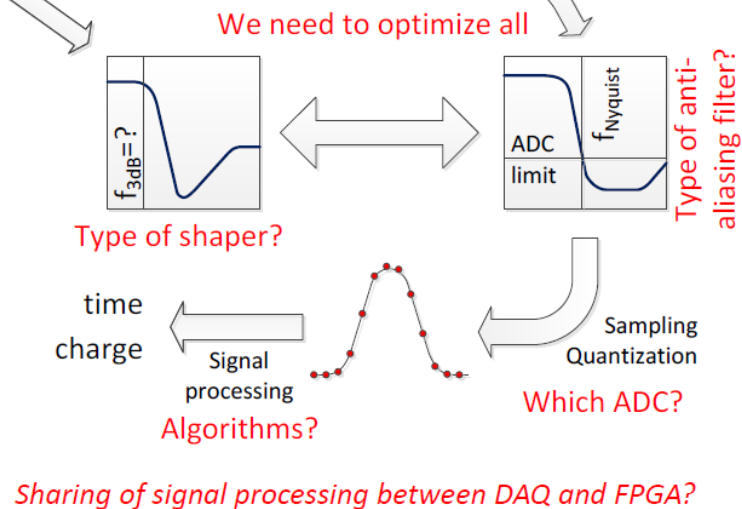 We need to optimize all
f3dB=?
ADC
limit
fNyquist
Type of anti-
aliasing filter?
Type of shaper?
time
charge
Signal
processing
Algorithms?
Sampling
Quantization
Which ADC?
Sharing of signal processing between DAQ and FPGA?